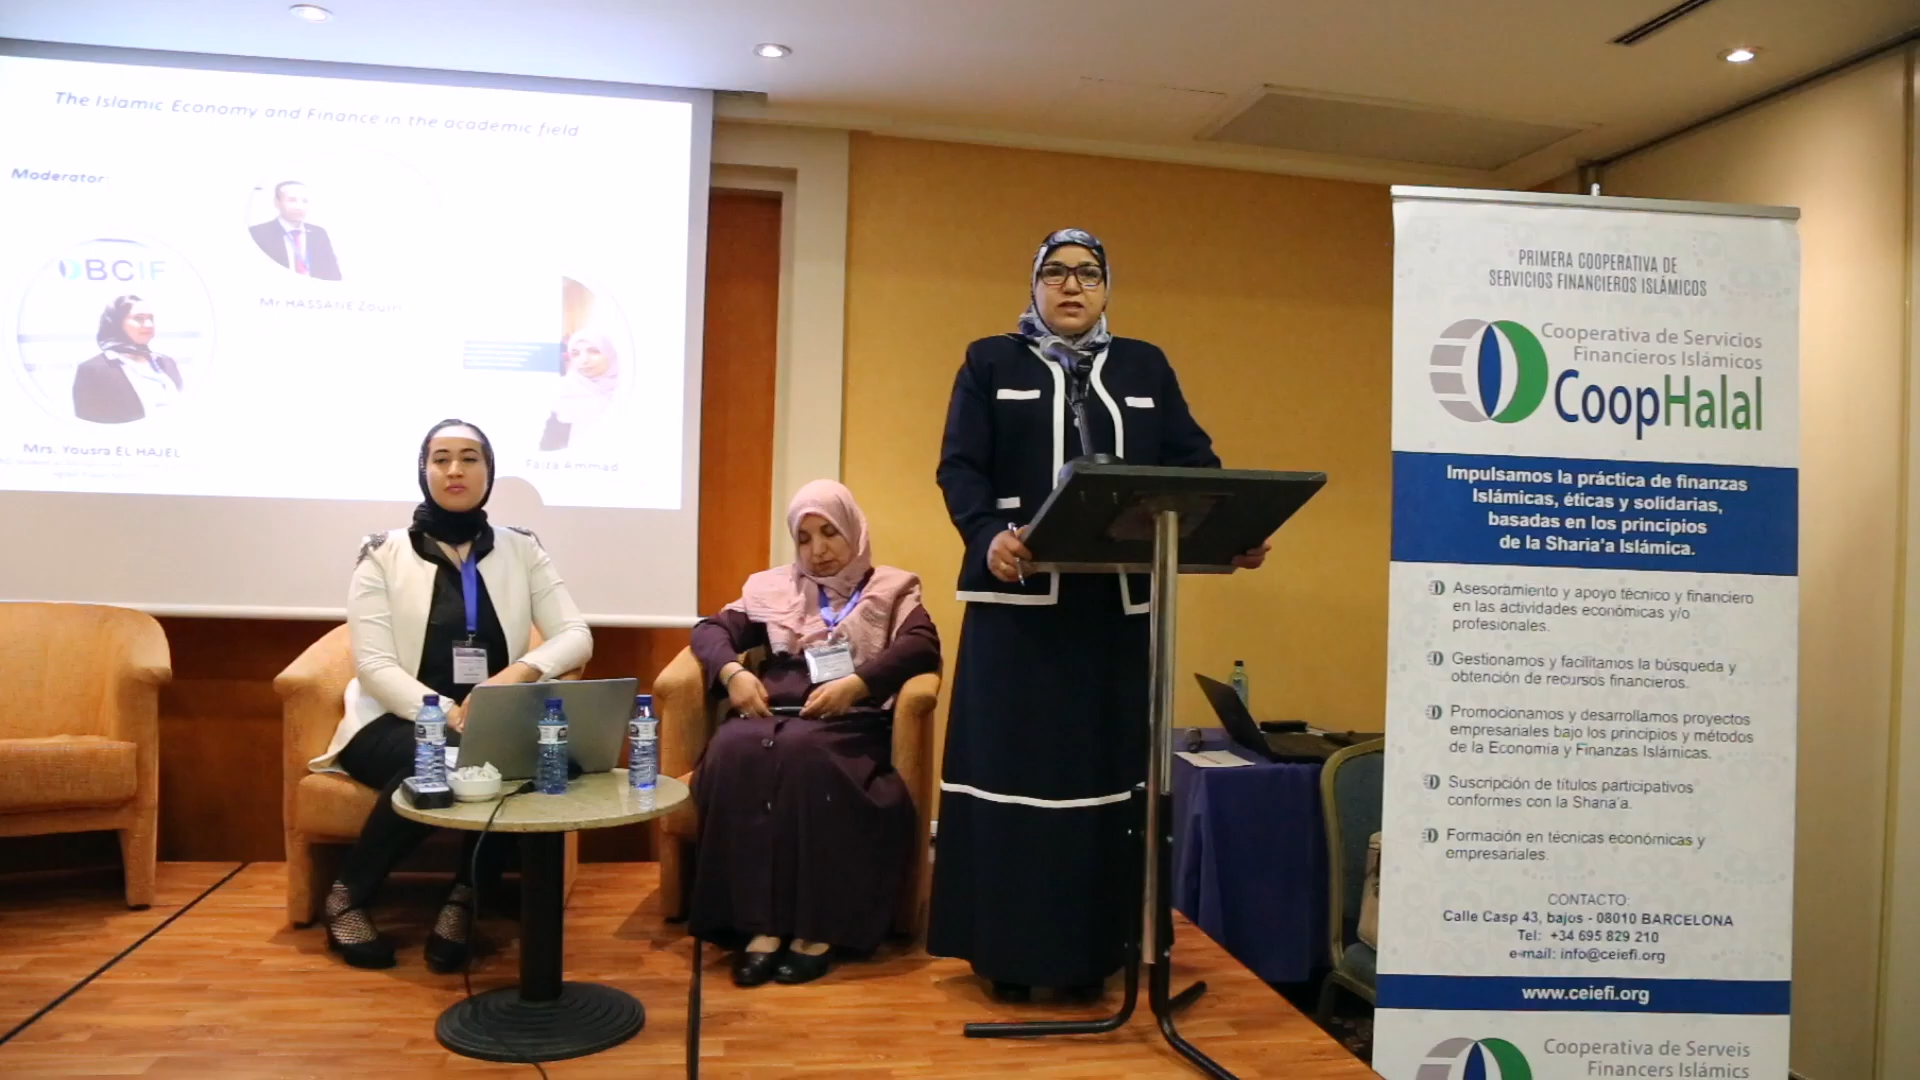 The Islamic Economy and Finance in the academic field
Moderator:
BCIF
Mr HASSANE Zouiri
Mrs. Yousra EL HAJEL
Faiza Ammad
PRIMERA COOPERATIVA DE
SERVICIOS FINANCIEROS ISLÁMICOS
Cooperativa de Servicios
Financieros Islámicos
CoopHalal
Impulsamos la práctica de finanzas
Islámicas, éticas y solidarias,
basadas en los principios
de la Sharia'a Islámica.
Asesoramiento y apoyo técnico y financiero
en las actividades económicas y/o
profesionales.
Gestionamos y facilitamos la búsqueda y
obtención de recursos financieros.
Promocionamos y desarrollamos proyectos
empresariales bajo los principios y métodos
de la Economía y Finanzas Islámicas.
Suscripción de títulos participativos
conformes con la Sharia'a.
Formación en técnicas económicas y
empresariales.
CONTACTO:
Calle Casp 43, bajos - 08010 BARCELONA
Tel: +34 695 829 210
e-mail: info@ceiefi.org
www.ceiefi.org
Cooperativa de Serveis
Financers Islàmics